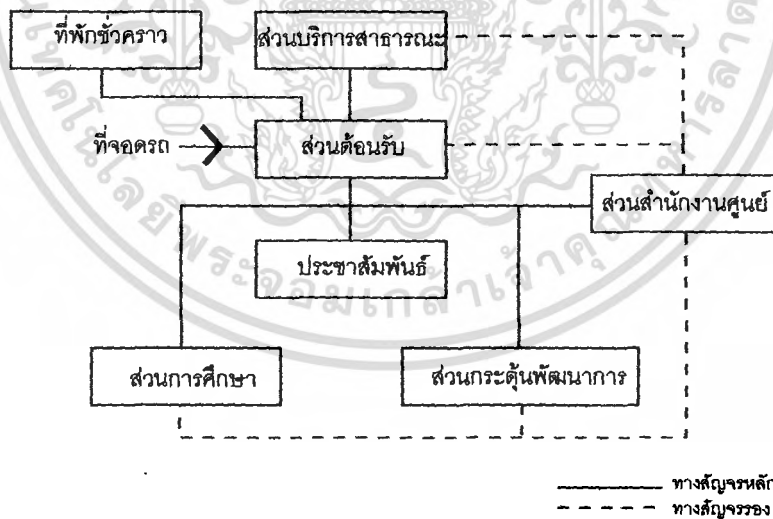 ที่พักชั่วคราว
ส่วนบริการสาธารณะ
ที่จอดรถ
ส่วนต้อนรับ
ส่วนสำนักงานศูนย์
ประชาสัมพันธ์
ส่วนการศึกษา
ส่วนกระตุ้นพัฒนาการ
ทางสัญจรหลัก
ทางสัญจรรอง